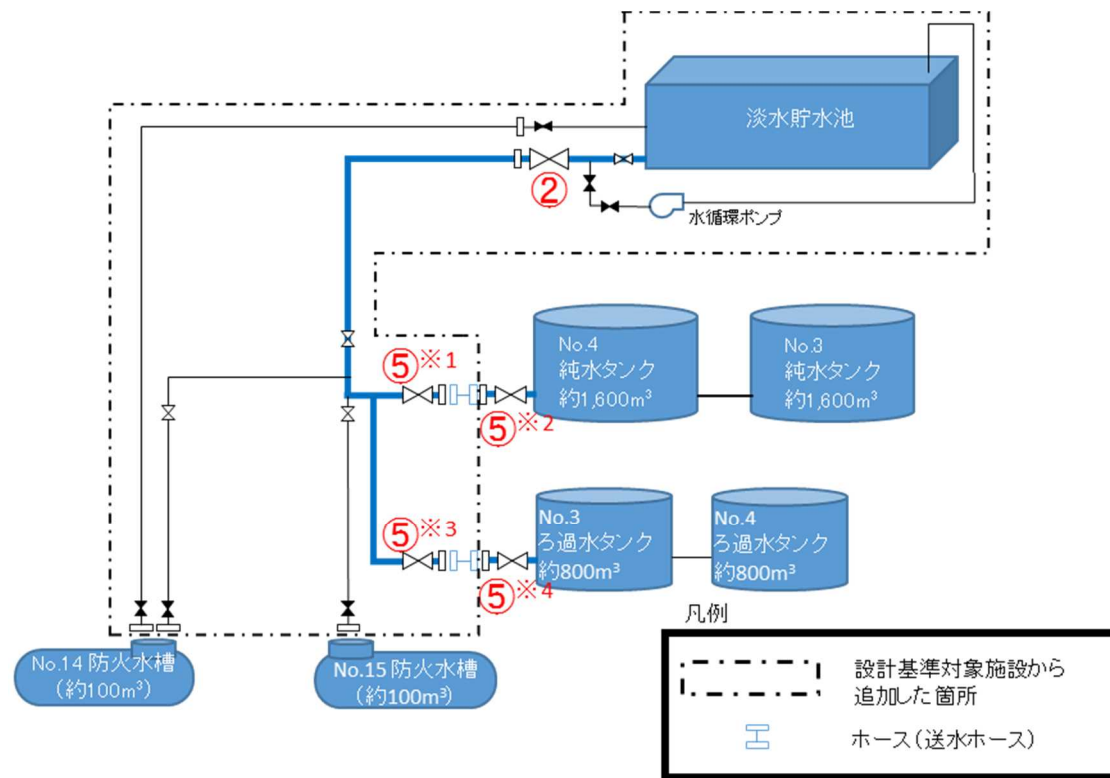 淡水貯水池
②
水循環ポンプ
⑤※1
No.4
純水タンク
約1,600m³
No.3
純水タンク
約1,600m³
⑤※2
⑤※3
No.3
ろ過水タンク
約800m³
No.4
ろ過水タンク
約800m³
⑤※4
凡例
No.14 防火水槽
（約100m³）
No.15 防火水槽
（約100m³）
設計基準対象施設から
追加した箇所
ホース（送水ホース）